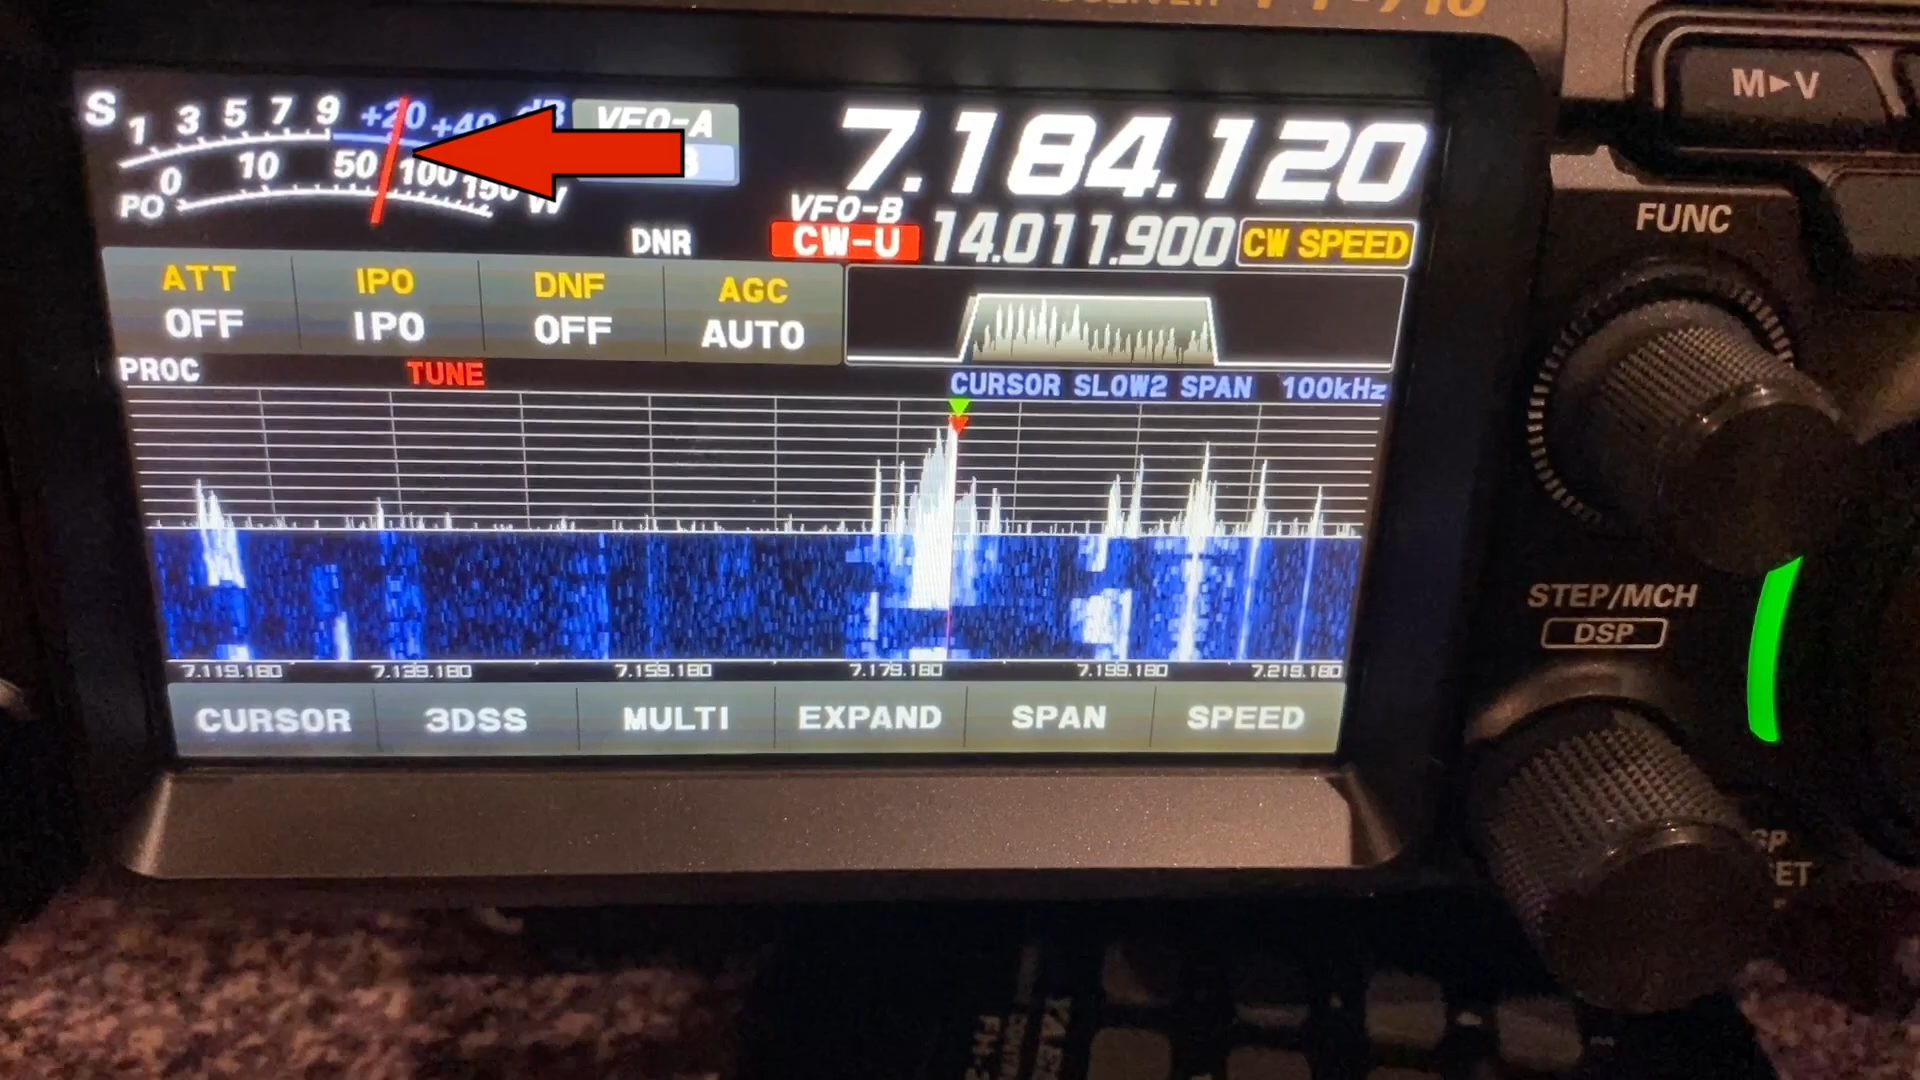 FT-710
M►V
S 1 3 5 7 9 +20 +40 dB
VFO-A
7.184.120
0 10 50 100 150 W
PO
VFO-B
FUNC
DNR
CW-U
14.011.900
CW SPEED
ATT IPO DNF AGC
OFF IPO OFF AUTO
PROC
TUNE
CURSOR SLOW2 SPAN 100kHz
STEP/MCH
DSP
7.119.180 7.139.180 7.159.180 7.179.180 7.199.180 7.219.180
CURSOR 3DSS MULTI EXPAND SPAN SPEED